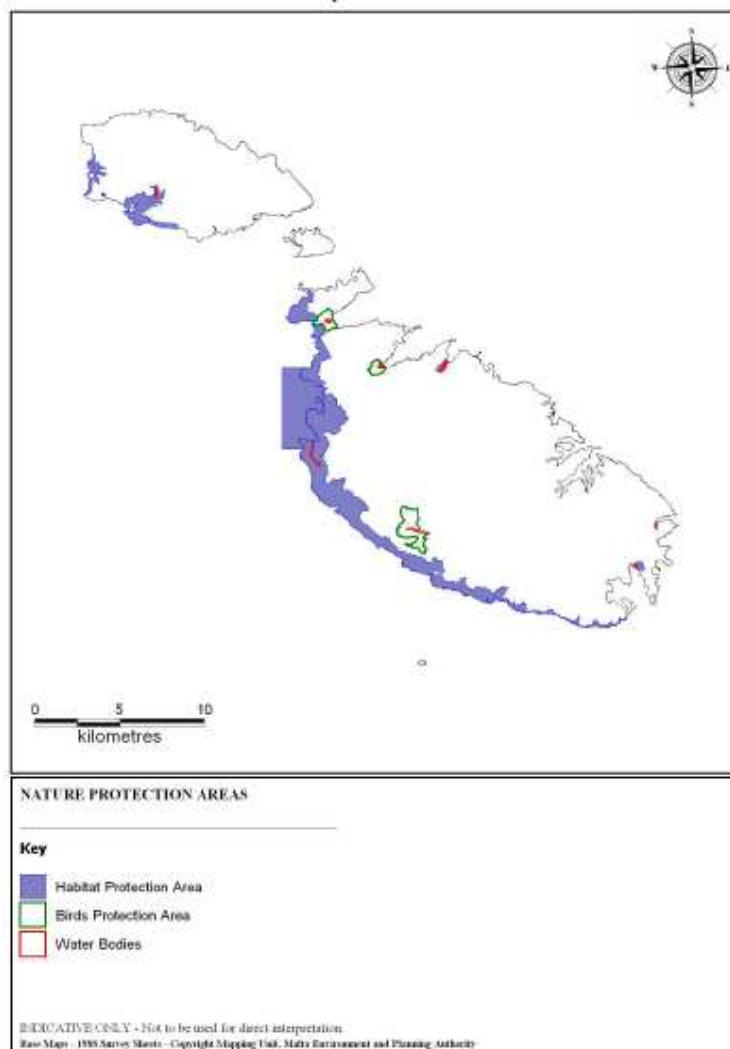 N
W
S
0 5 10
kilometres
NATURE PROTECTION AREAS
Key
Habitat Protection Area
Birds Protection Area
Water Bodies
INDICATIVE ONLY - Not to be used for direct interpretation
Base Maps - 1988 Survey Sheets - Copyright Mapping Unit, Malta Environment and Planning Authority